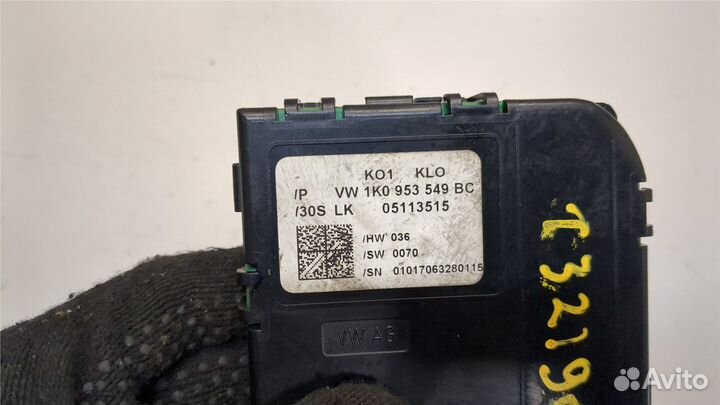 KO1 KLO
/P VW 1K0 953 549 BC
/30S LK 05113515
/HW 036
/SW 0070
/SN 01017063280115
VW AG
Avito